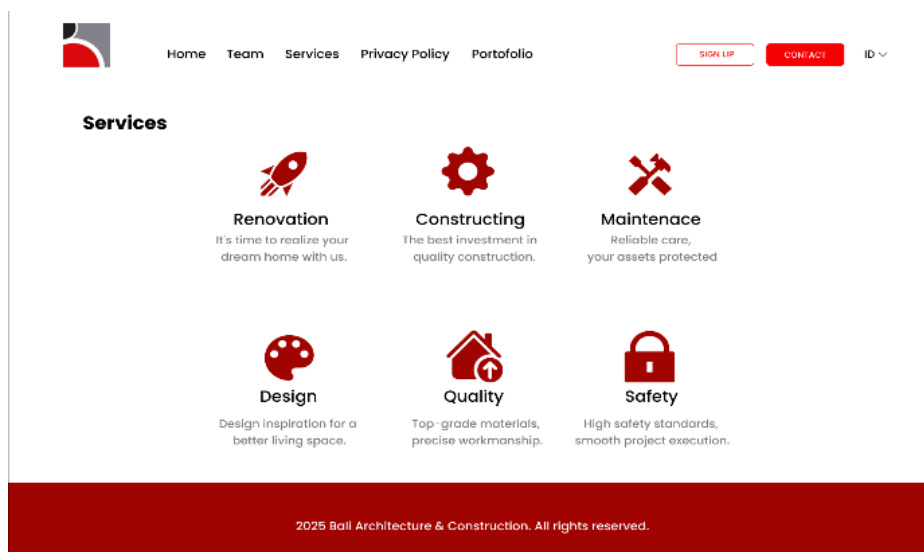 Home Team Services Privacy Policy Portofolio SIGN UP CONTACT ID
Services
Renovation
It's time to realize your
dream home with us.
Constructing
The best investment in
quality construction.
Maintenace
Reliable care,
your assets protected
Design
Design inspiration for a
better living space.
Quality
Top-grade materials,
precise workmanship.
Safety
High safety standards,
smooth project execution.
2025 Bali Architecture & Construction. All rights reserved.